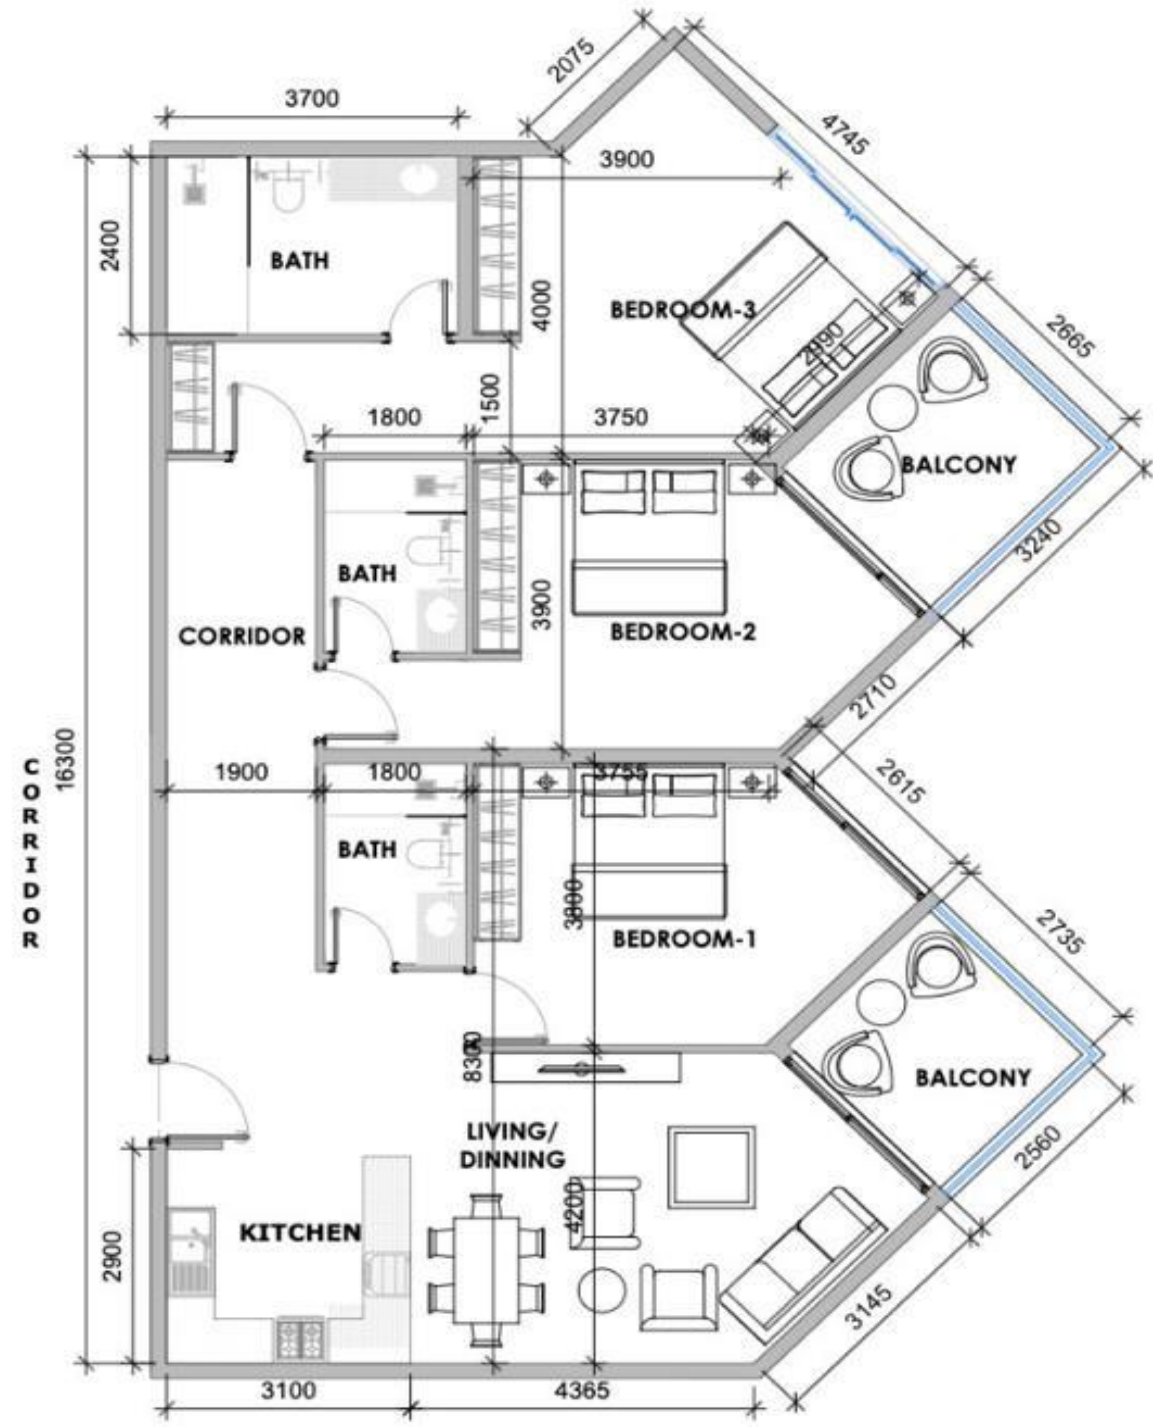 2075
4745
3700
3900
2400
BATH
4000
BEDROOM-3
2990
2665
1500
1800
3750
BALCONY
BATH
3900
3240
CORRIDOR
BEDROOM-2
2710
16300
CORRIDOR
1900
1800
3755
2615
BATH
3800
BEDROOM-1
2735
8300
BALCONY
LIVING/
DINNING
2560
4200
KITCHEN
2900
3145
3100
4365